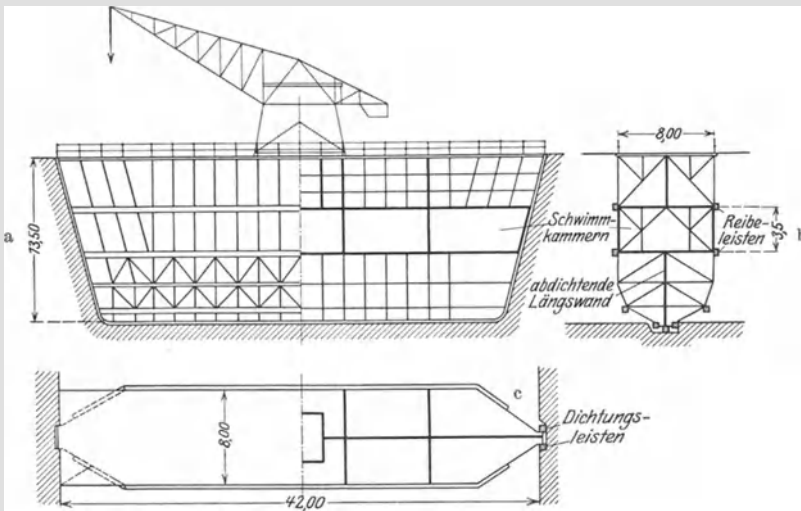 8,00
a
13,50
Schwimm-
kammern
Reibe-
leisten
3,5
abdichtende
Längswand
c
8,00
Dichtungs-
leisten
42,00